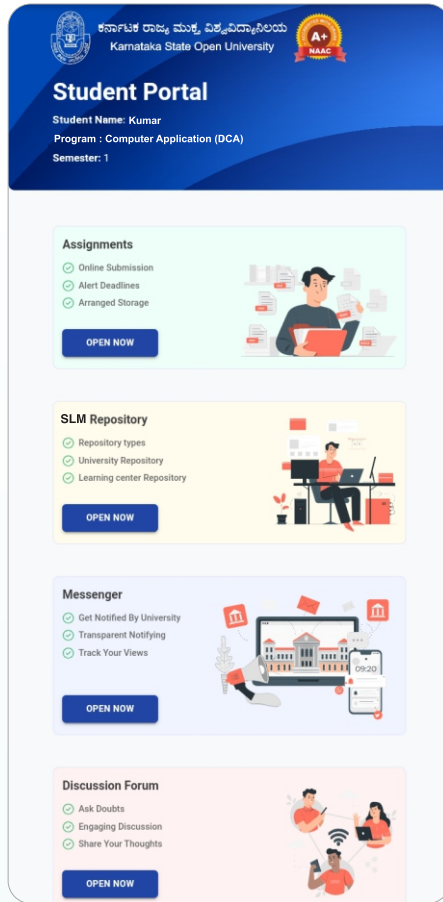 ಕರ್ನಾಟಕ ರಾಜ್ಯ ಮುಕ್ತ ವಿಶ್ವವಿದ್ಯಾನಿಲಯ
Karnataka State Open University
A+
NAAC
Student Portal
Student Name: Kumar
Program : Computer Application (DCA)
Semester: 1
Assignments
Online Submission
Alert Deadlines
Arranged Storage
OPEN NOW
SLM Repository
Repository types
University Repository
Learning center Repository
OPEN NOW
Messenger
Get Notified By University
Transparent Notifying
Track Your Views
09:20
OPEN NOW
Discussion Forum
Ask Doubts
Engaging Discussion
Share Your Thoughts
OPEN NOW